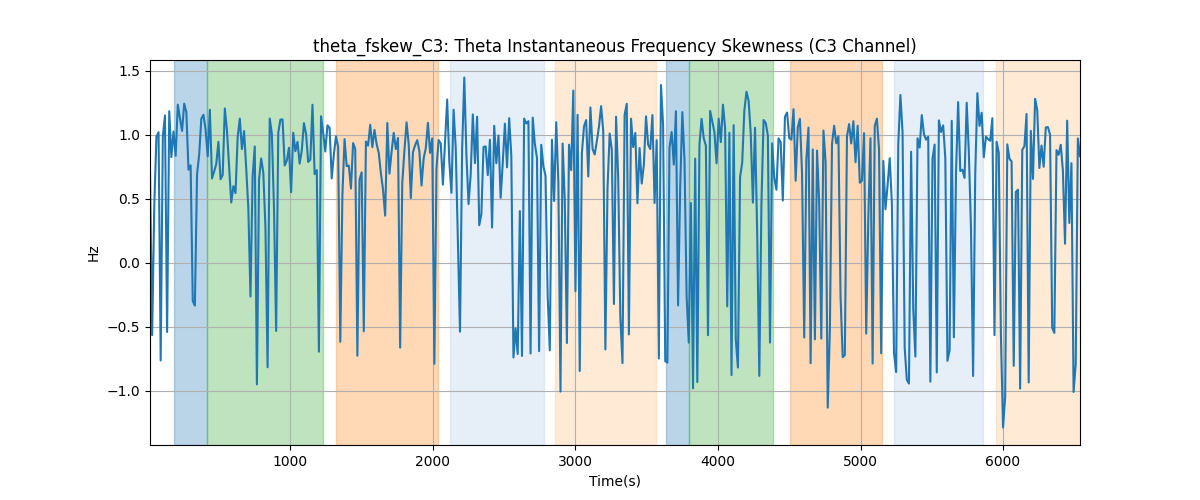 theta_fskew_C3: Theta Instantaneous Frequency Skewness (C3 Channel)
1.5
1.0
0.5
0.0
−0.5
−1.0
Hz
1000 2000 3000 4000 5000 6000
Time(s)